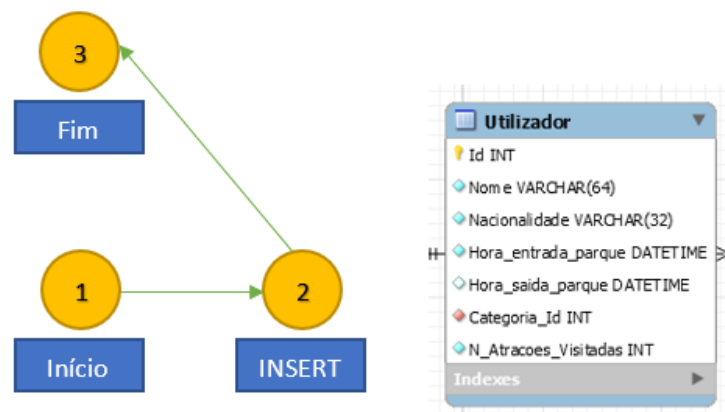 3
Fim
1
2
Início
INSERT
Utilizador
Id INT
Nome VARCHAR(64)
Nacionalidade VARCHAR(32)
Hora_entrada_parque DATETIME
Hora_saida_parque DATETIME
Categoria_Id INT
N_Atracoes_Visitadas INT
Indexes